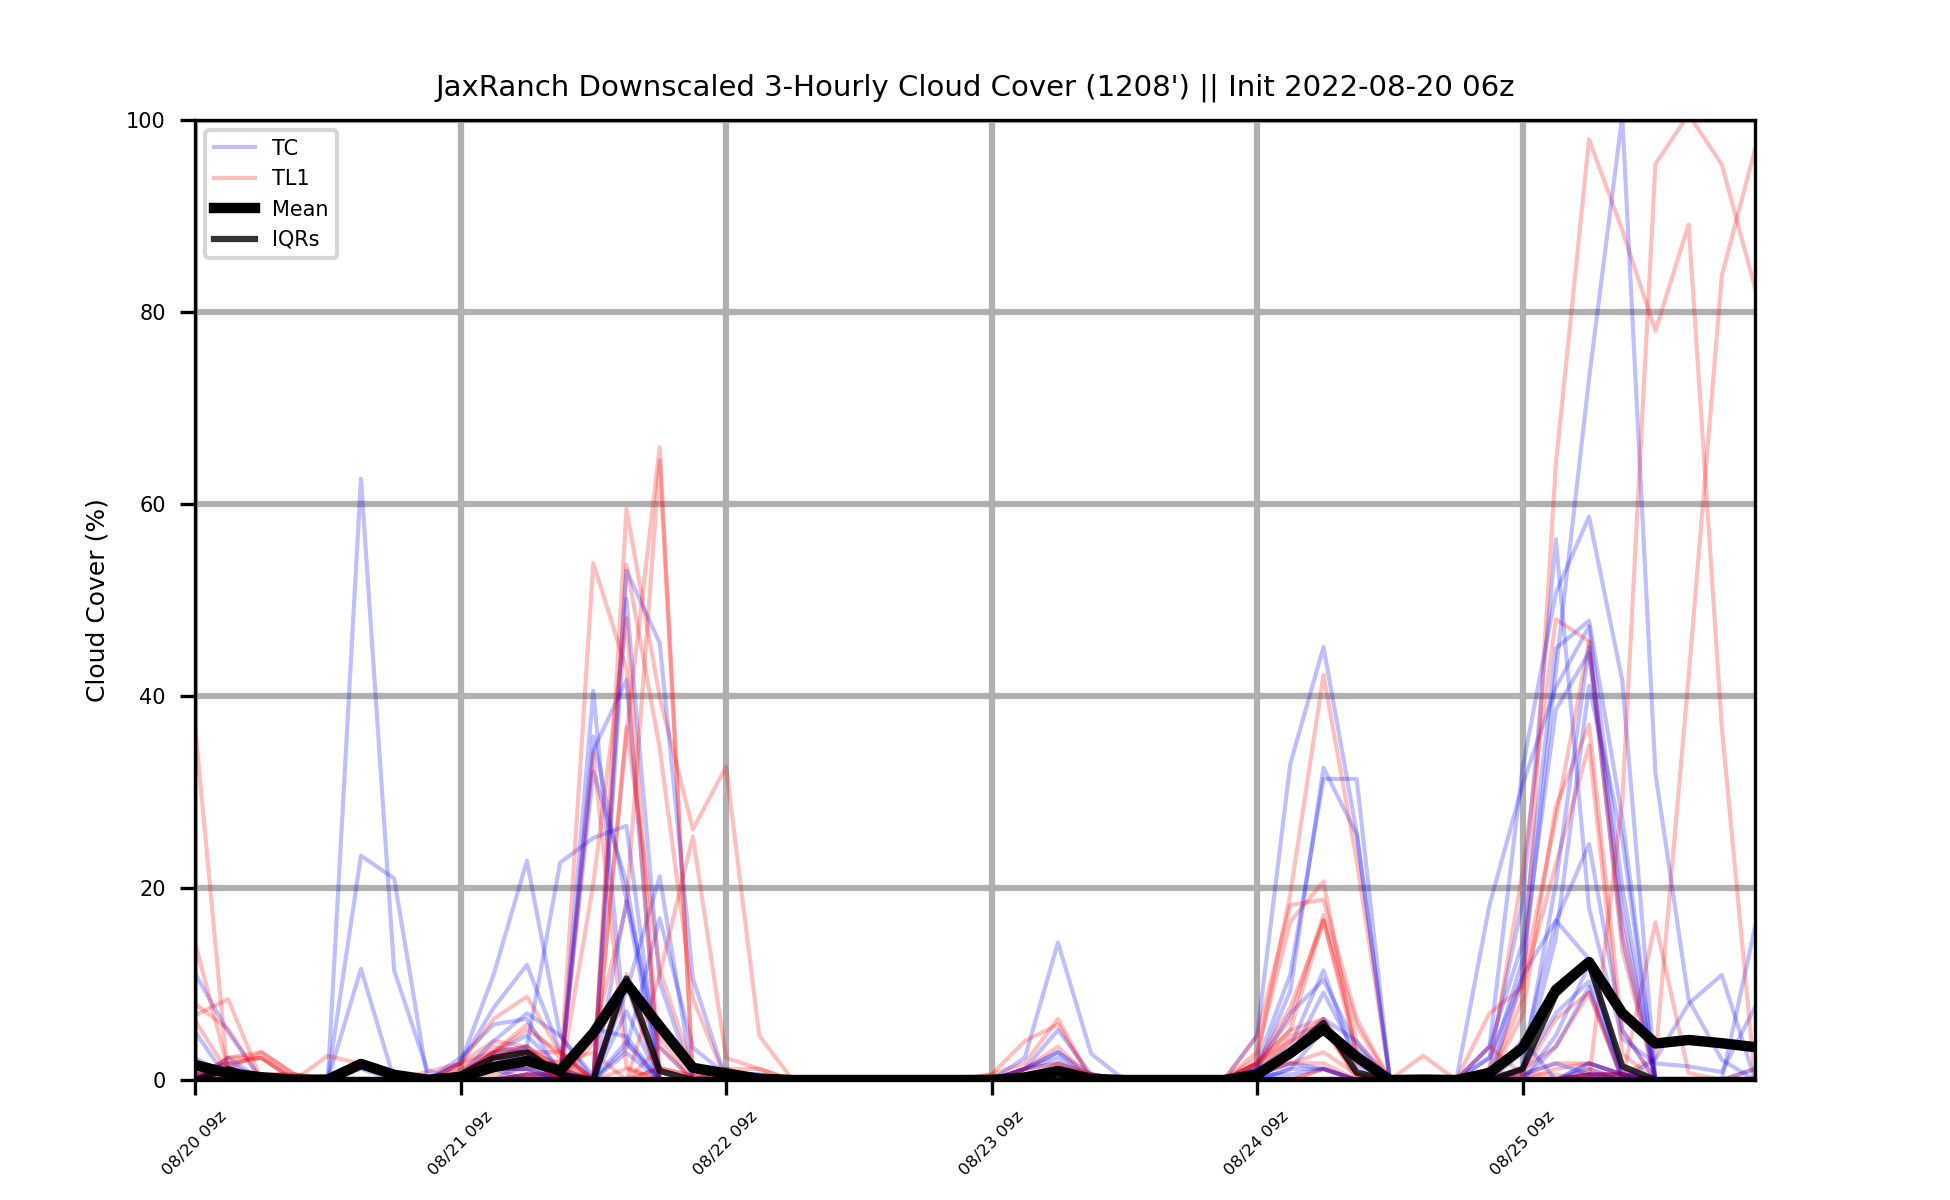 JaxRanch Downscaled 3-Hourly Cloud Cover (1208') || Init 2022-08-20 06z
TC
TL1
Mean
IQRs
Cloud Cover (%)
100
80
60
40
20
0
08/20 09z
08/21 09z
08/22 09z
08/23 09z
08/24 09z
08/25 09z